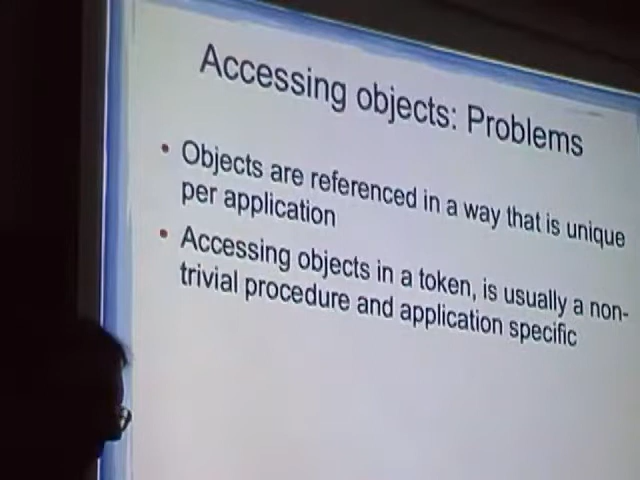 Accessing objects: Problems
• Objects are referenced in a way that is unique
per application
• Accessing objects in a token, is usually a non-
trivial procedure and application specific